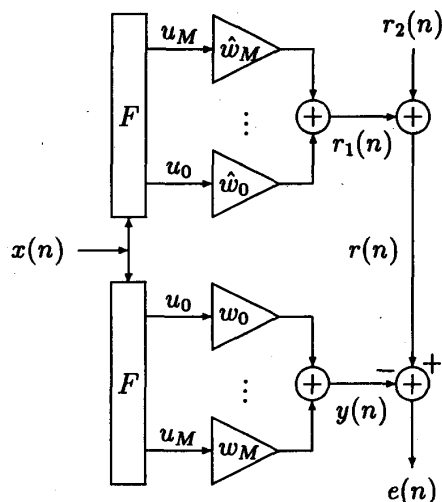 u_M ŵ_M r_2(n)
F ⋮ + +
r_1(n)
u_0 ŵ_0
x(n) r(n)
u_0 w_0
F ⋮ + − +
y(n)
u_M w_M
e(n)